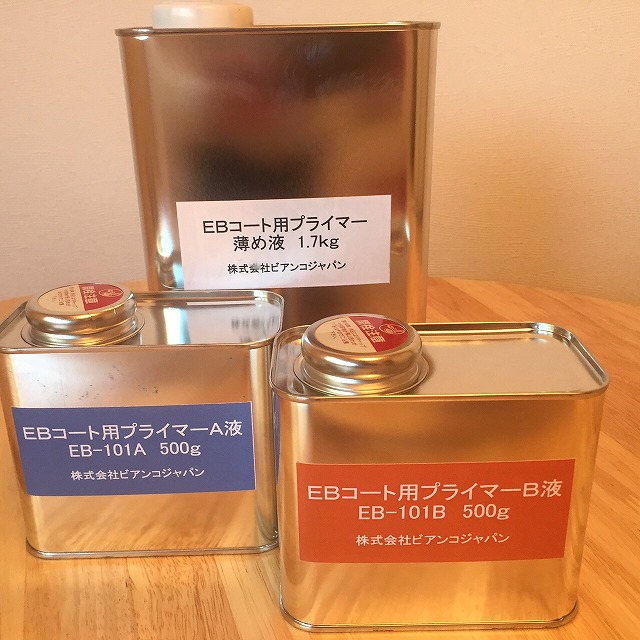 EBコート用プライマー
薄め液 1.7kg
株式会社ビアンコジャパン
EBコート用プライマーA液
EB-101A 500g
株式会社ビアンコジャパン
EBコート用プライマーB液
EB-101B 500g
株式会社ビアンコジャパン